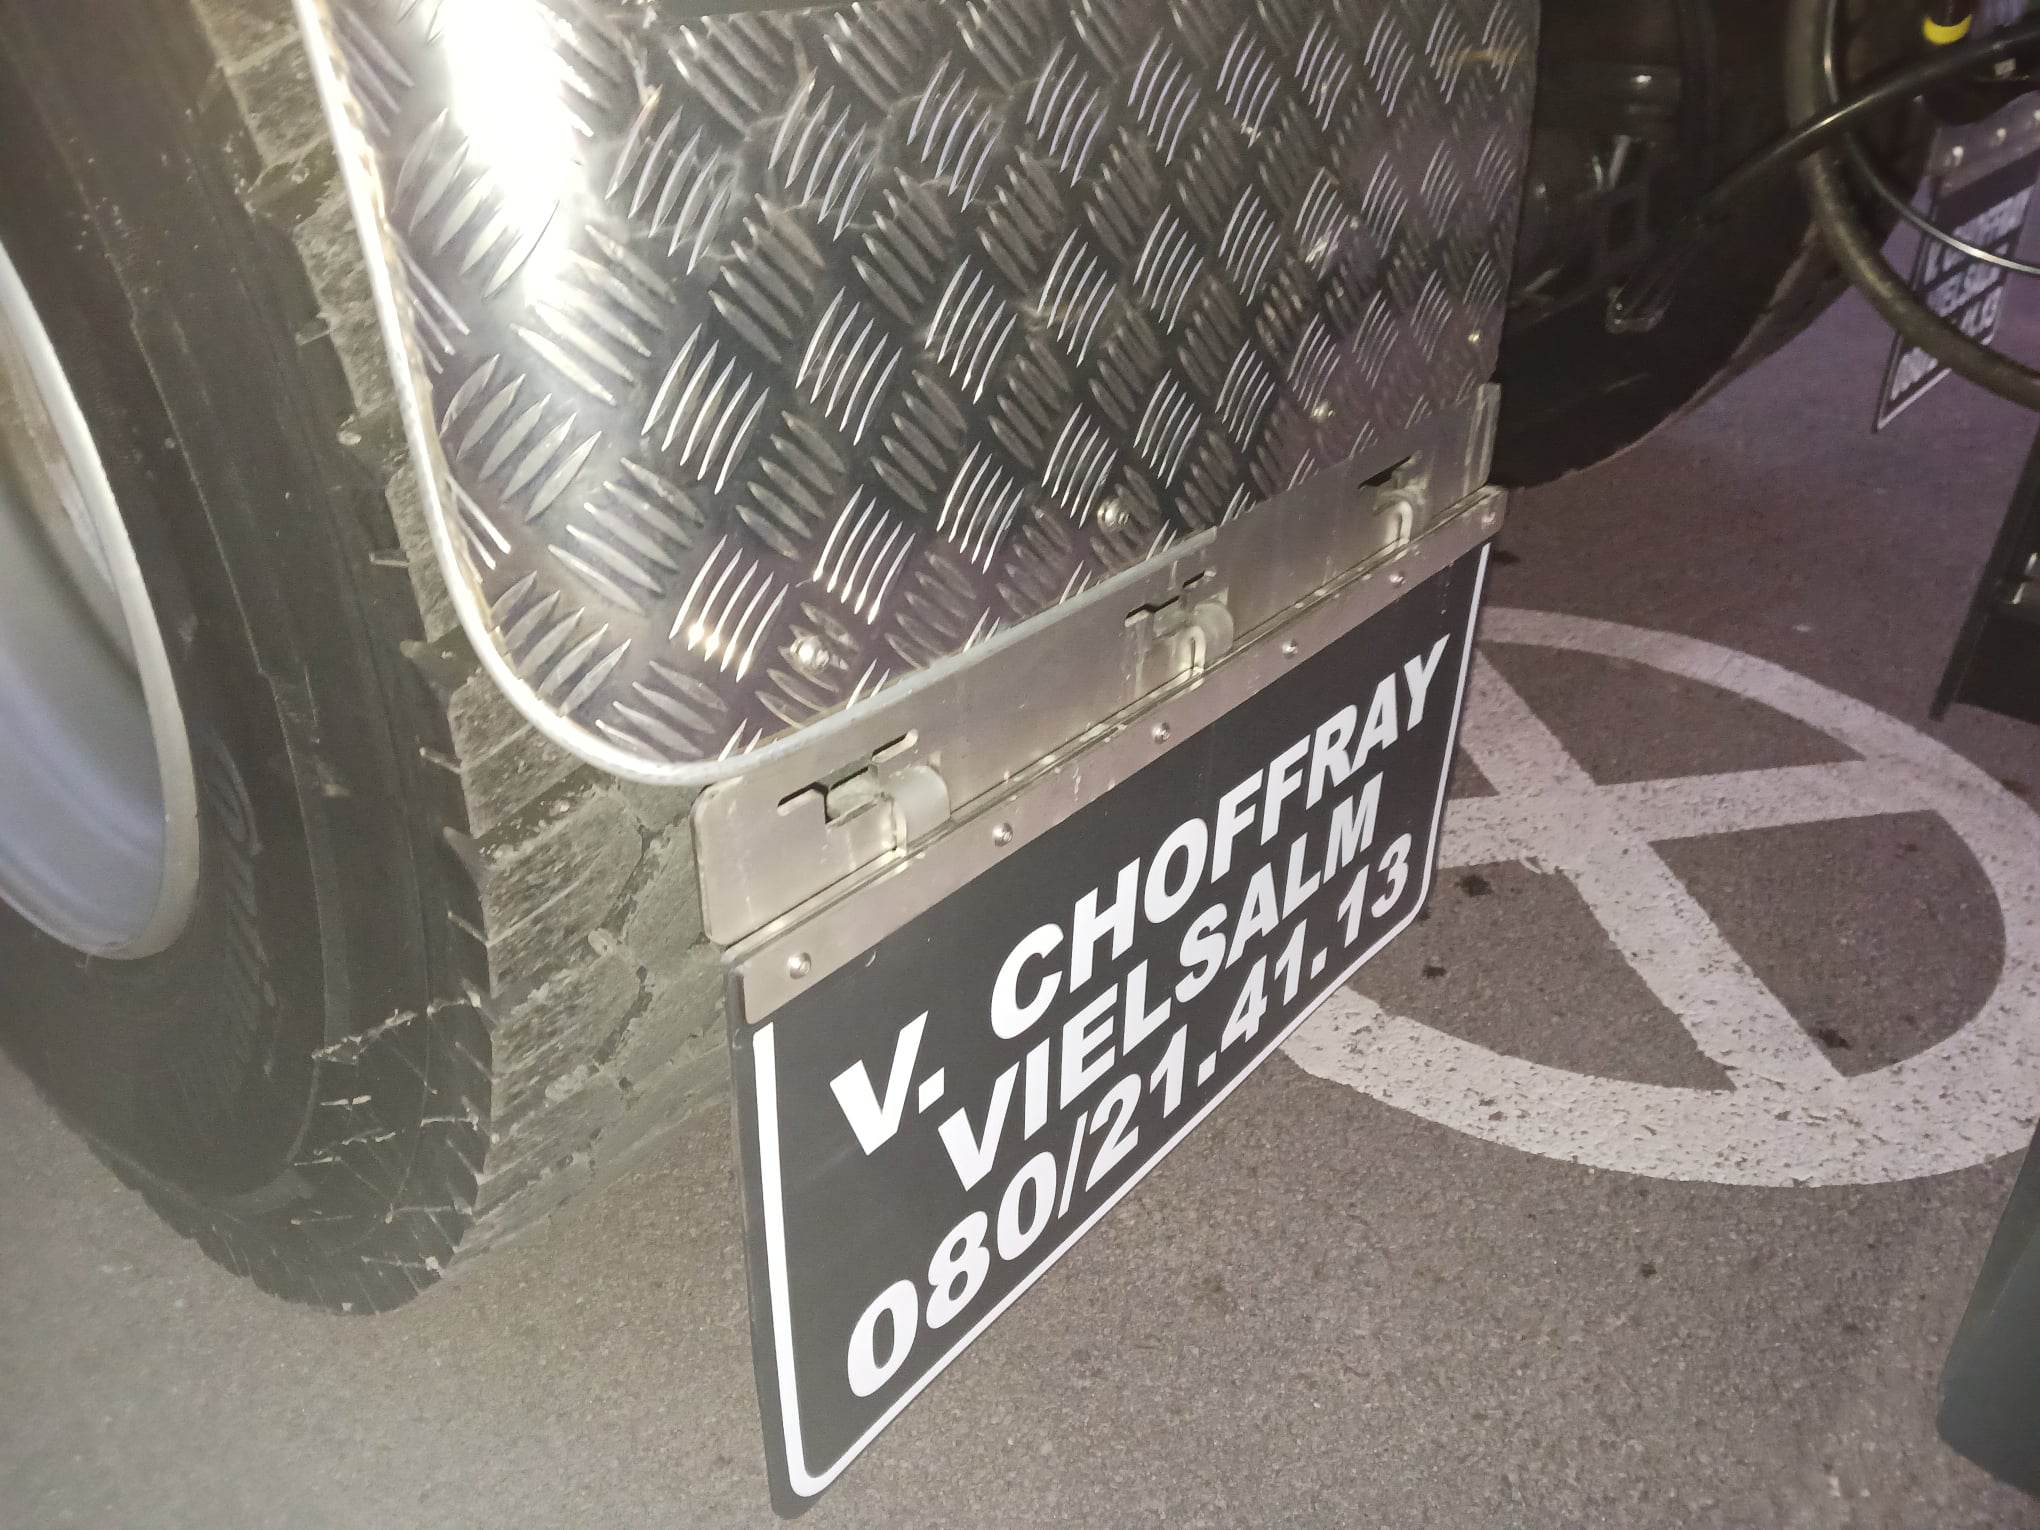 V. CHOFFRAY
VIELSALM
080/21.41.13